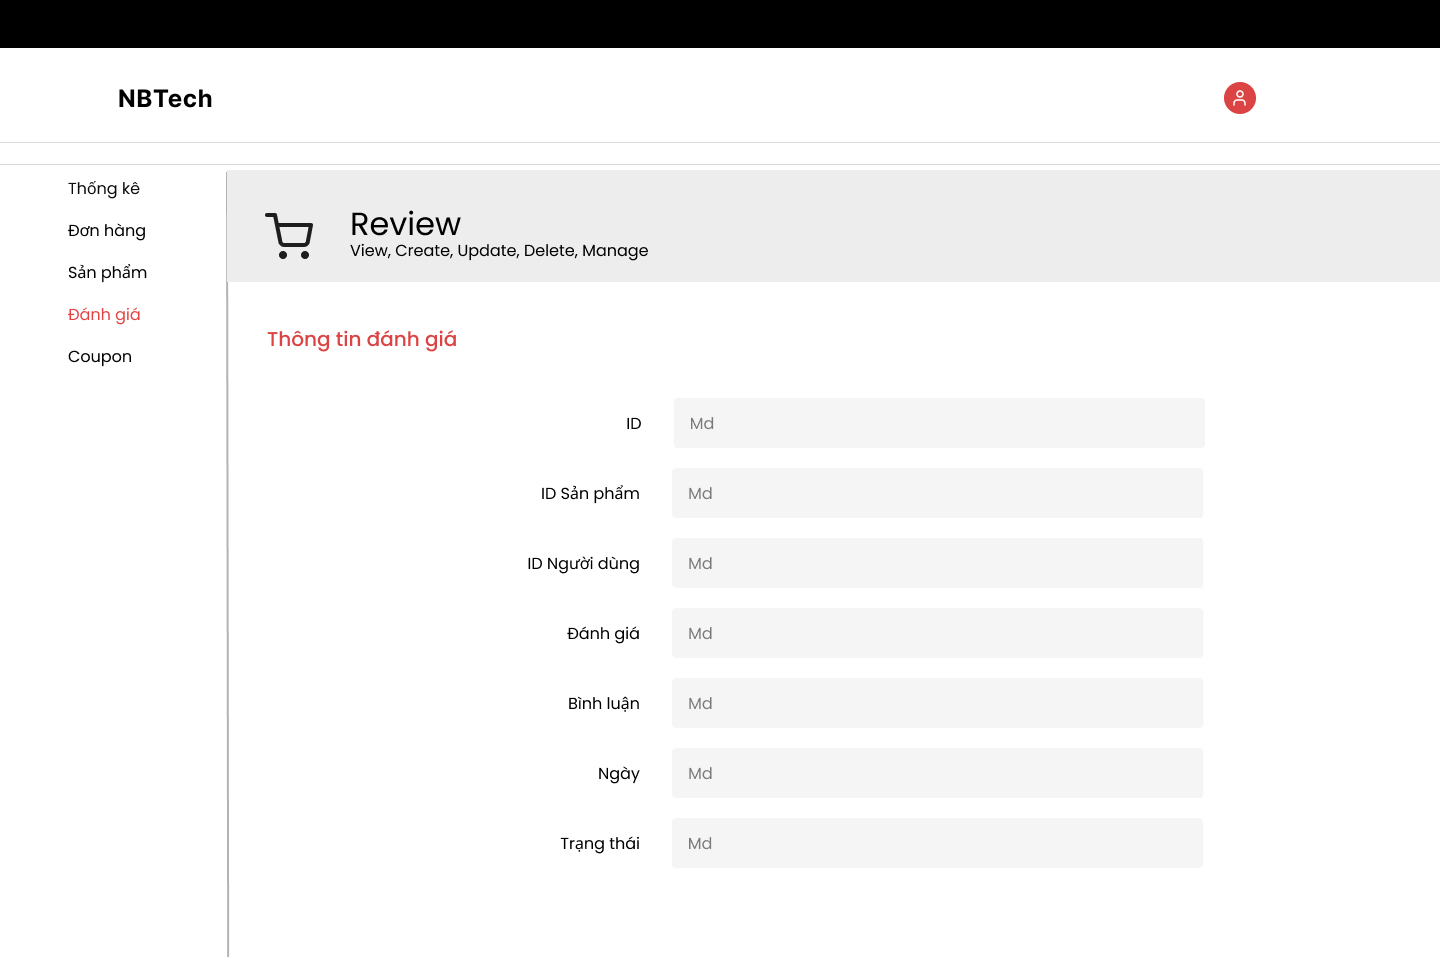 NBTech
Thống kê
Đơn hàng
Sản phẩm
Đánh giá
Coupon
Review
View, Create, Update, Delete, Manage
Thông tin đánh giá
ID Md
ID Sản phẩm Md
ID Người dùng Md
Đánh giá Md
Bình luận Md
Ngày Md
Trạng thái Md